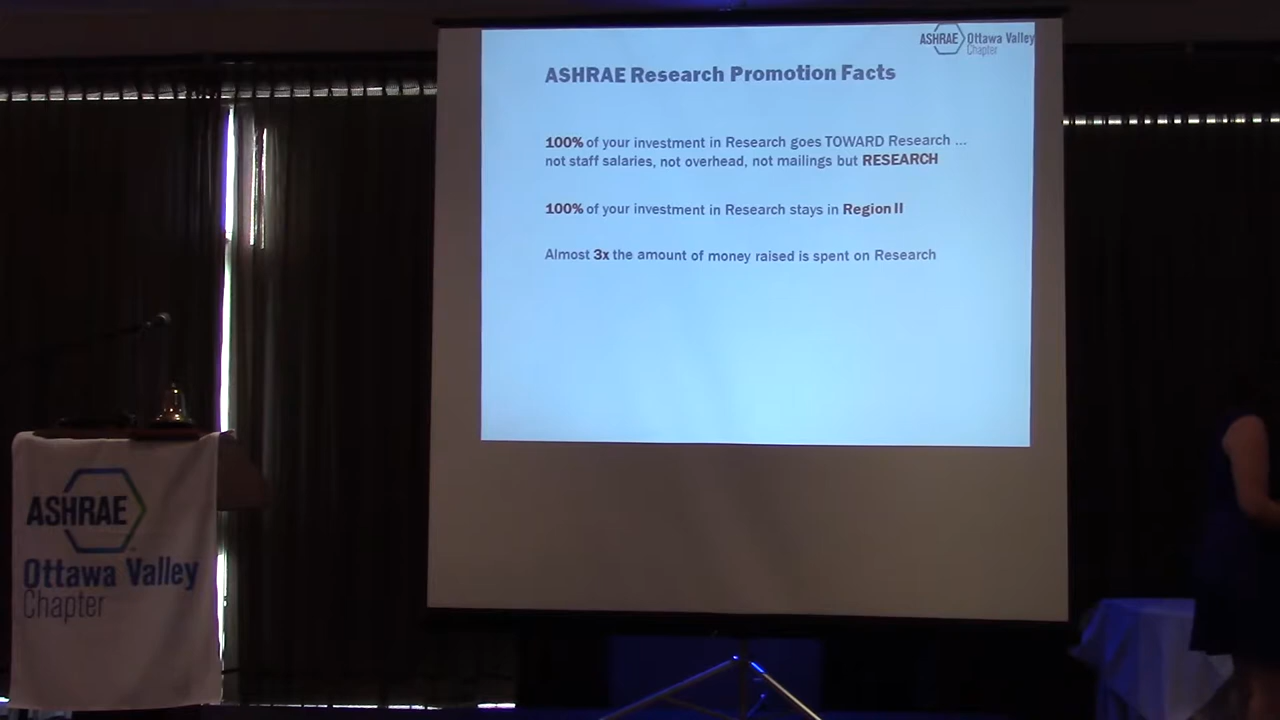 ASHRAE Ottawa Valley
Chapter
ASHRAE Research Promotion Facts
100% of your investment in Research goes TOWARD Research ...
not staff salaries, not overhead, not mailings but RESEARCH
100% of your investment in Research stays in Region II
Almost 3x the amount of money raised is spent on Research
ASHRAE
Ottawa Valley
Chapter